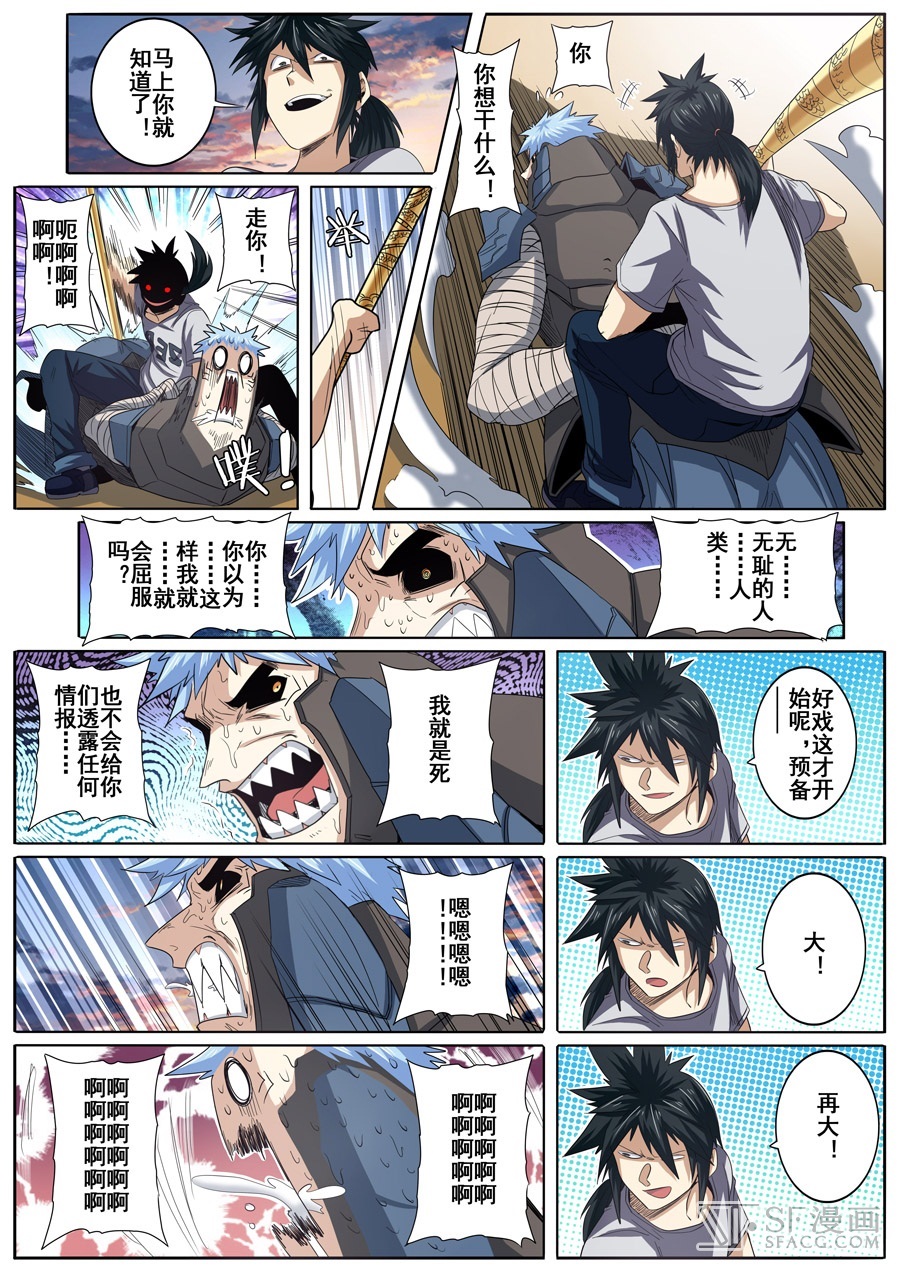 你
你想干什么！
马上你就
知道了！
举
走你！
呃啊啊啊
啊啊！
噗！
无……
无耻的人
……人
类……
你……
你以为
……这
样我就
……就
会屈服
吗？
好戏这才开
始呢，预备
——
我就是死
也不会给你
们透露任何
情报……
大！
嗯嗯嗯嗯
！！！！
再大！
啊啊啊啊
啊啊啊啊
啊啊啊啊啊
啊啊啊啊啊
SF漫画
SFACG.COM